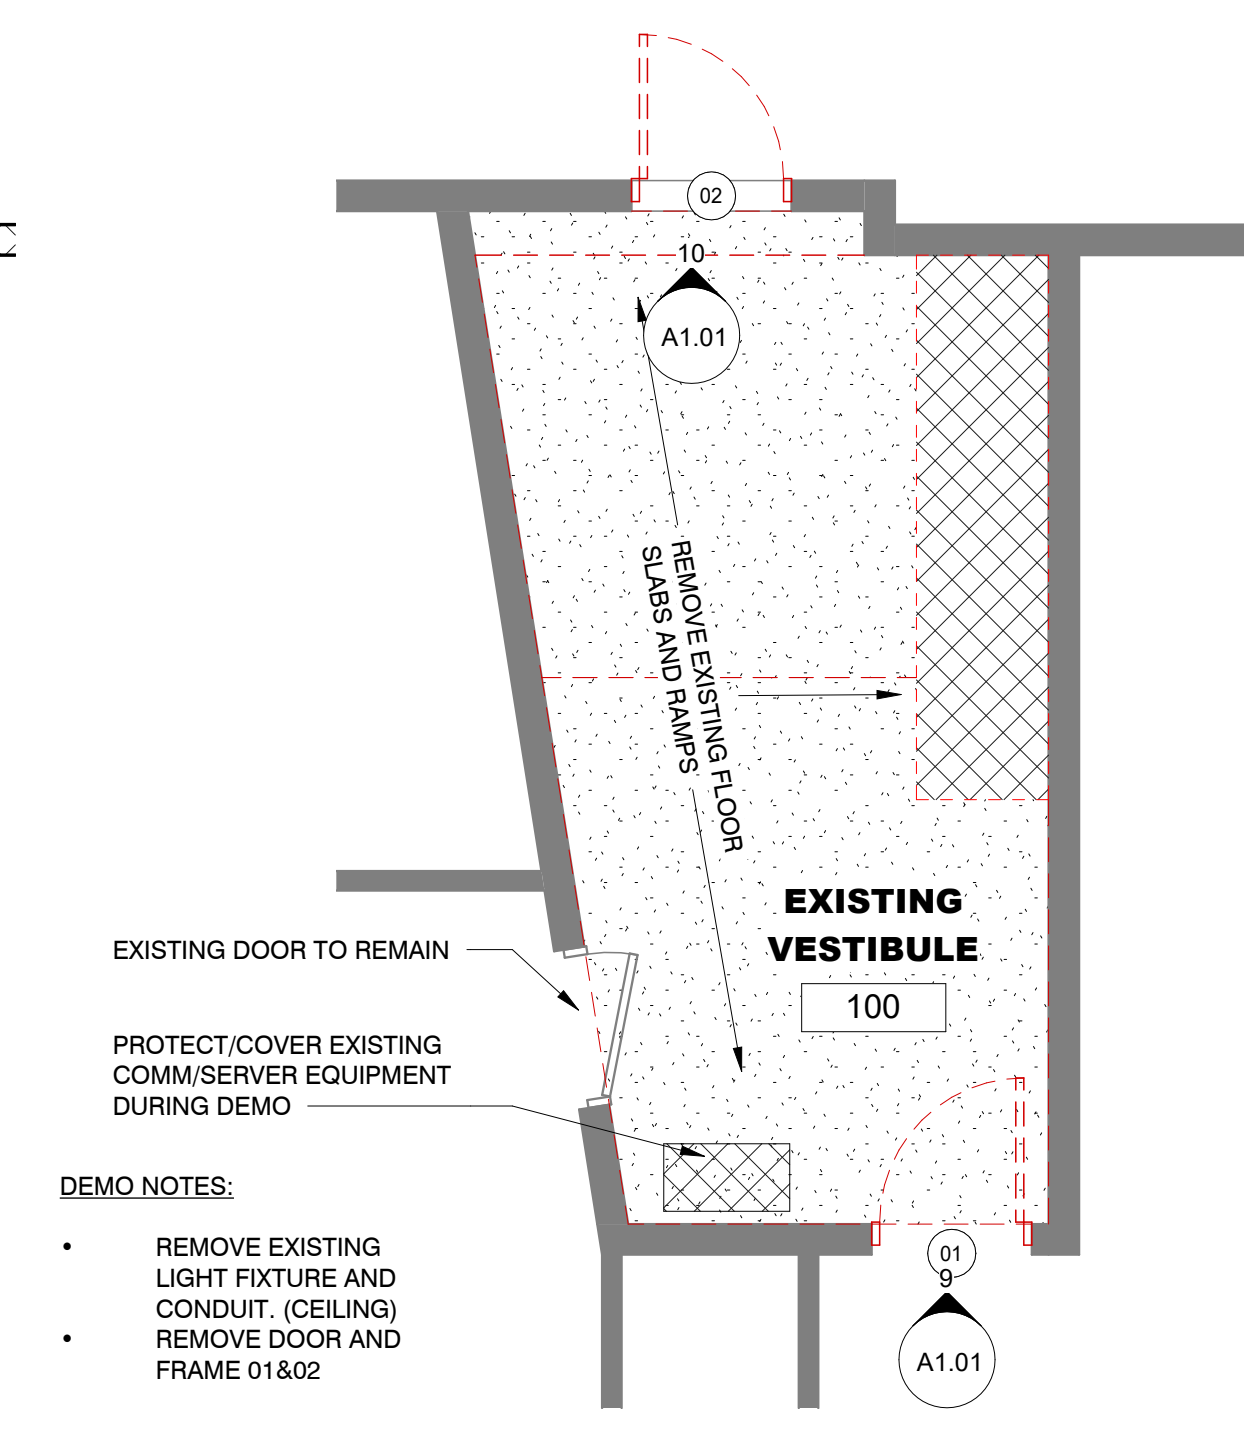 02
10
A1.01
REMOVE EXISTING FLOOR
SLABS AND RAMPS
EXISTING
VESTIBULE
100
EXISTING DOOR TO REMAIN
PROTECT/COVER EXISTING
COMM/SERVER EQUIPMENT
DURING DEMO
DEMO NOTES:
• REMOVE EXISTING
LIGHT FIXTURE AND
CONDUIT. (CEILING)
• REMOVE DOOR AND
FRAME 01&02
01
9
A1.01